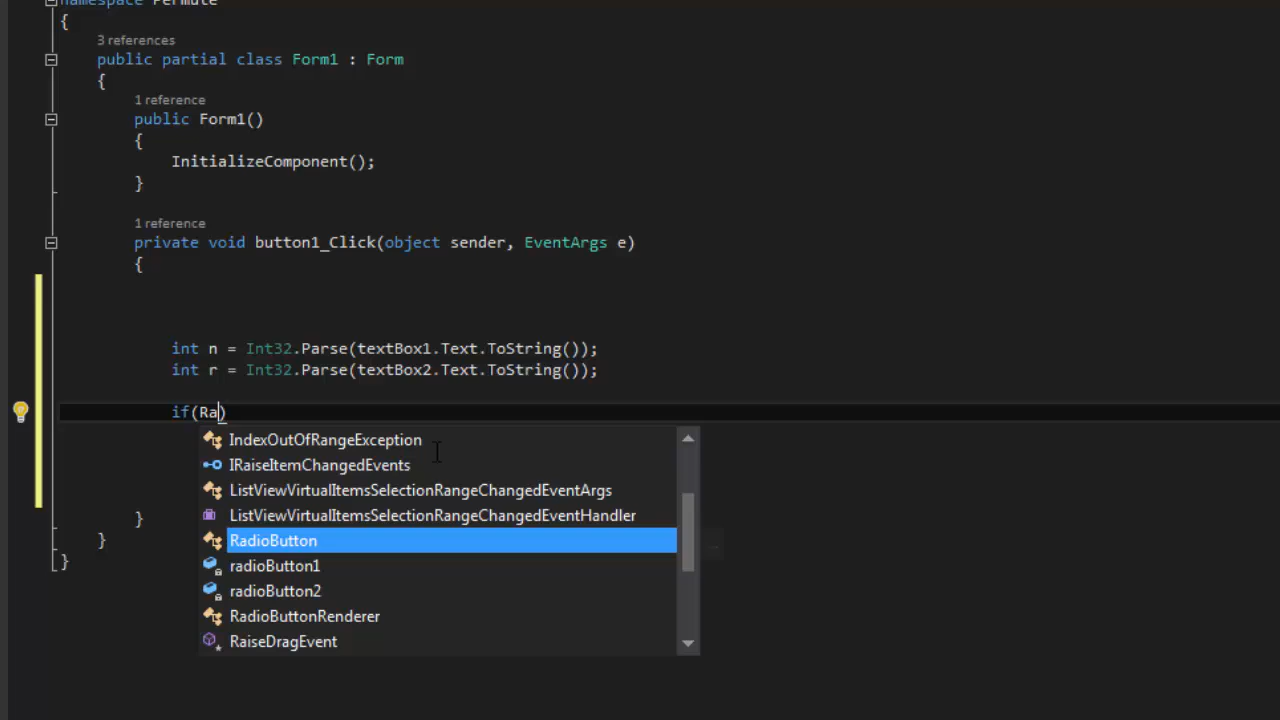 namespace Permute
{
3 references
public partial class Form1 : Form
{
1 reference
public Form1()
{
InitializeComponent();
}
1 reference
private void button1_Click(object sender, EventArgs e)
{
int n = Int32.Parse(textBox1.Text.ToString());
int r = Int32.Parse(textBox2.Text.ToString());
if(Ra)
IndexOutOfRangeException
IRaiseItemChangedEvents
ListViewVirtualItemsSelectionRangeChangedEventArgs
ListViewVirtualItemsSelectionRangeChangedEventHandler
}
RadioButton
}
radioButton1
}
radioButton2
RadioButtonRenderer
RaiseDragEvent